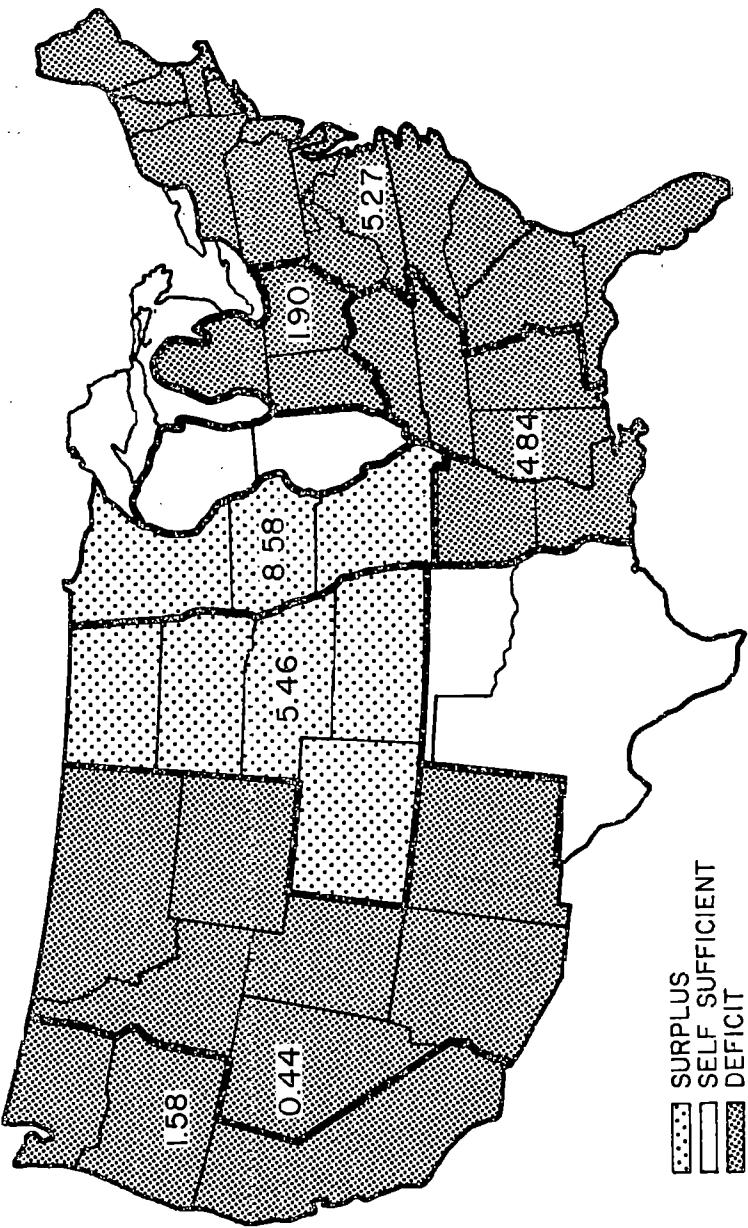 1.58
0.44
5.46
8.58
1.90
5.27
4.84
SURPLUS
SELF SUFFICIENT
DEFICIT